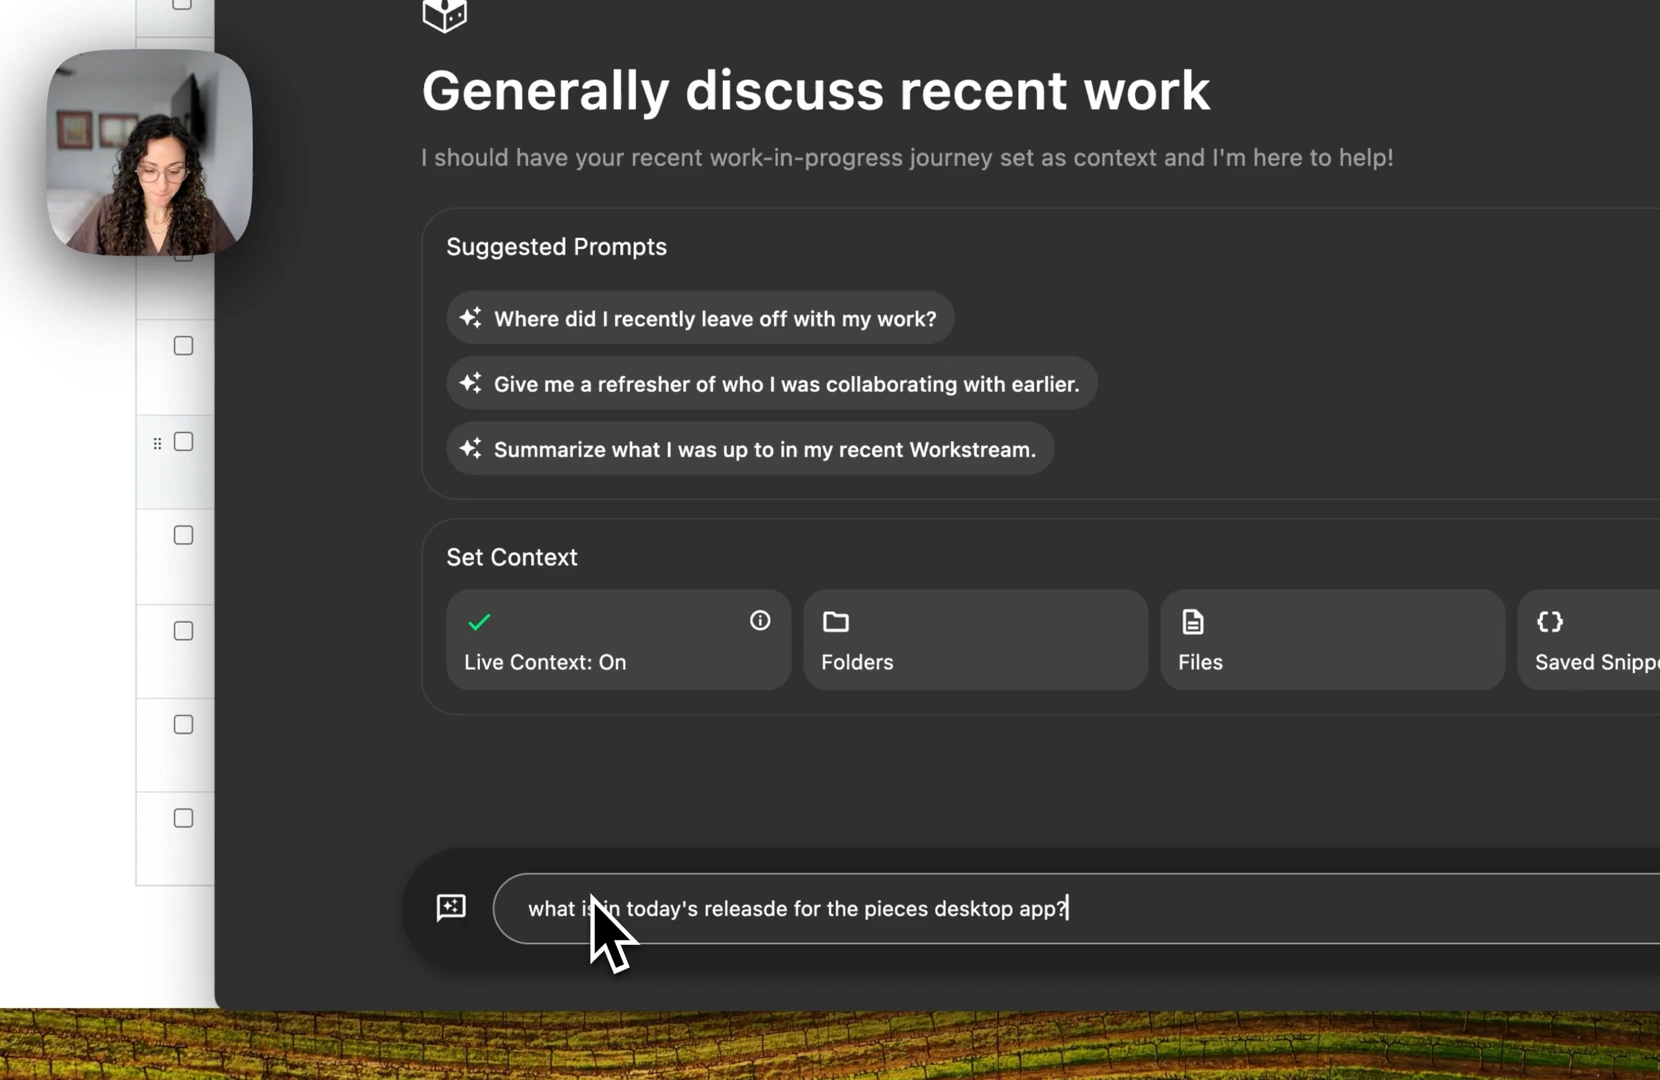 Generally discuss recent work
I should have your recent work-in-progress journey set as context and I'm here to help!
Suggested Prompts
Where did I recently leave off with my work?
Give me a refresher of who I was collaborating with earlier.
Summarize what I was up to in my recent Workstream.
Set Context
Live Context: On
Folders
Files
Saved Snippe
what is in today's releasde for the pieces desktop app?